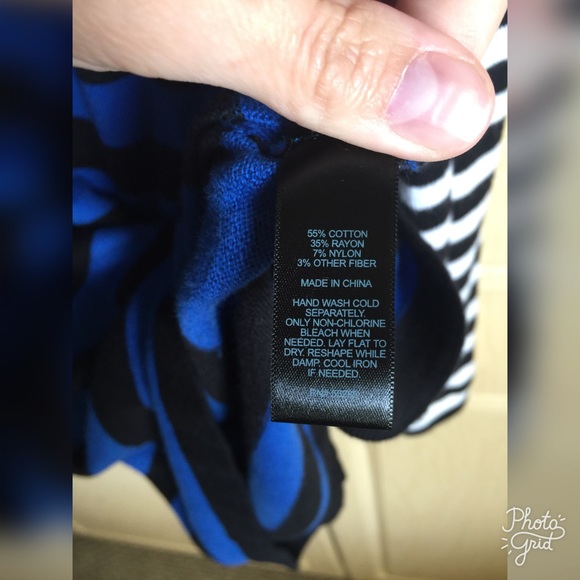 55% COTTON
35% RAYON
7% NYLON
3% OTHER FIBER
MADE IN CHINA
HAND WASH COLD
SEPARATELY.
ONLY NON-CHLORINE
BLEACH WHEN
NEEDED. LAY FLAT TO
DRY. RESHAPE WHILE
DAMP. COOL IRON
IF NEEDED.
Photo
Grid